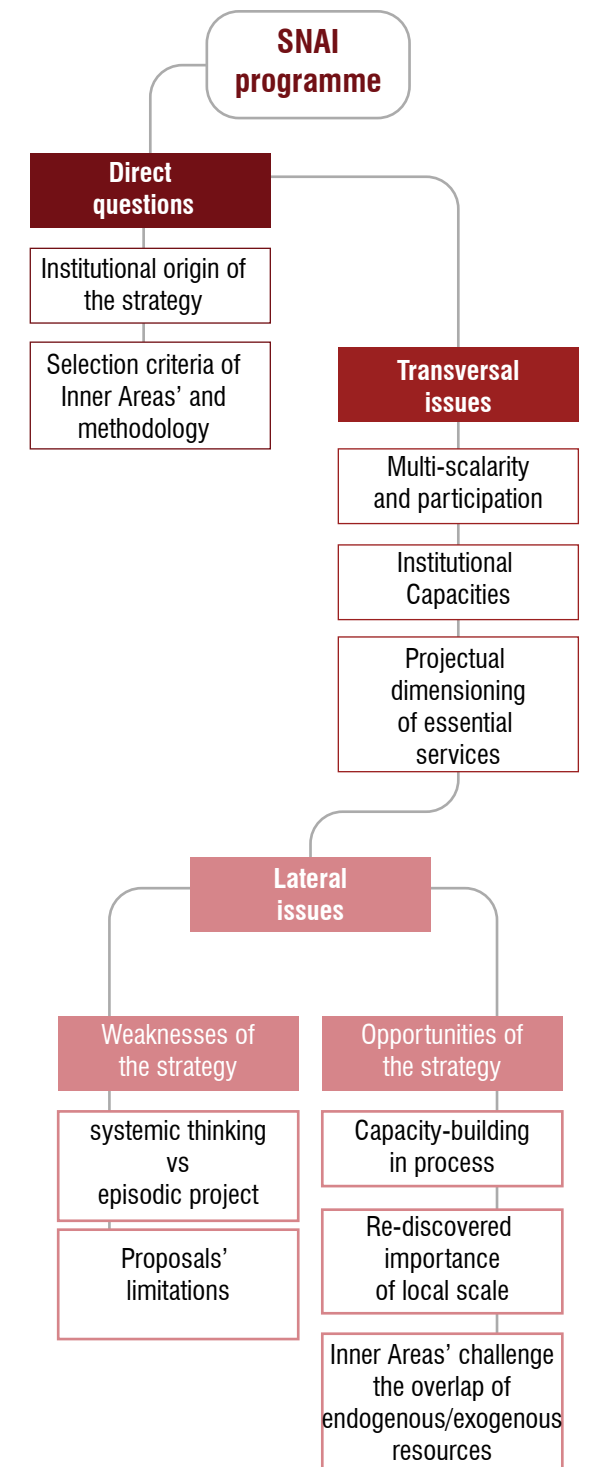 SNAI
programme
Direct
questions
Institutional origin of
the strategy
Selection criteria of
Inner Areas’ and
methodology
Transversal
issues
Multi-scalarity
and participation
Institutional
Capacities
Projectual
dimensioning
of essential
services
Lateral
issues
Weaknesses of
the strategy
systemic thinking
vs
episodic project
Proposals’
limitations
Opportunities of
the strategy
Capacity-building
in process
Re-discovered
importance
of local scale
Inner Areas’ challenge
the overlap of
endogenous/exogenous
resources